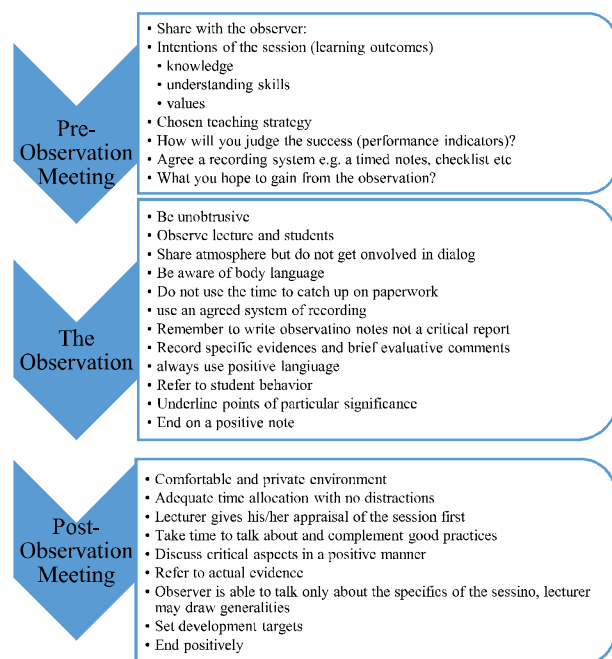 Pre-
Observation
Meeting
• Share with the observer:
• Intentions of the session (learning outcomes)
• knowledge
• understanding skills
• values
• Chosen teaching strategy
• How will you judge the success (performance indicators)?
• Agree a recording system e.g. a timed notes, checklist etc
• What you hope to gain from the observation?
The
Observation
• Be unobtrusive
• Observe lecture and students
• Share atmosphere but do not get onvolved in dialog
• Be aware of body language
• Do not use the time to catch up on paperwork
• use an agreed system of recording
• Remember to write observatino notes not a critical report
• Record specific evidences and brief evaluative comments
• always use positive langiuage
• Refer to student behavior
• Underline points of particular significance
• End on a positive note
Post-
Observation
Meeting
• Comfortable and private environment
• Adequate time allocation with no distractions
• Lecturer gives his/her appraisal of the session first
• Take time to talk about and complement good practices
• Discuss critical aspects in a positive manner
• Refer to actual evidence
• Observer is able to talk only about the specifics of the sessino, lecturer
may draw generalities
• Set development targets
• End positively